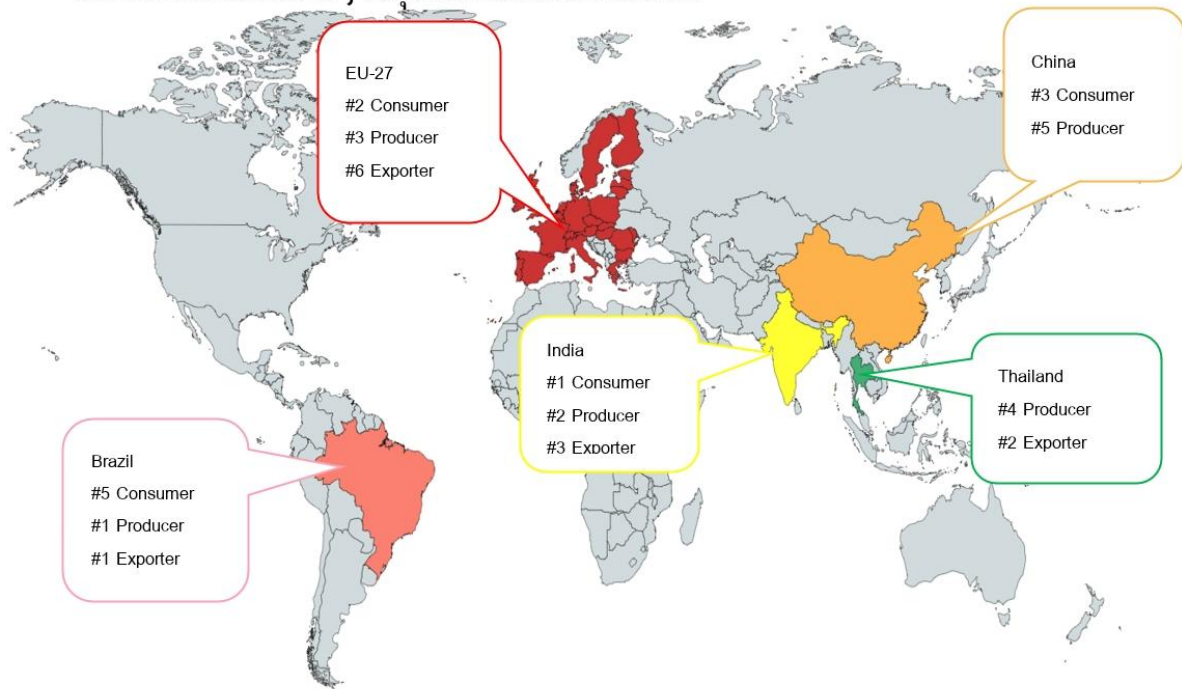 EU-27
#2 Consumer
#3 Producer
#6 Exporter
China
#3 Consumer
#5 Producer
India
#1 Consumer
#2 Producer
#3 Exporter
Thailand
#4 Producer
#2 Exporter
Brazil
#5 Consumer
#1 Producer
#1 Exporter